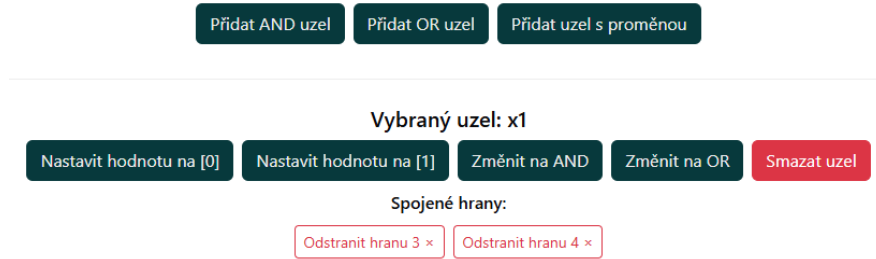 Přidat AND uzel Přidat OR uzel Přidat uzel s proměnou
Vybraný uzel: x1
Nastavit hodnotu na [0] Nastavit hodnotu na [1] Změnit na AND Změnit na OR Smazat uzel
Spojené hrany:
Odstranit hranu 3 × Odstranit hranu 4 ×